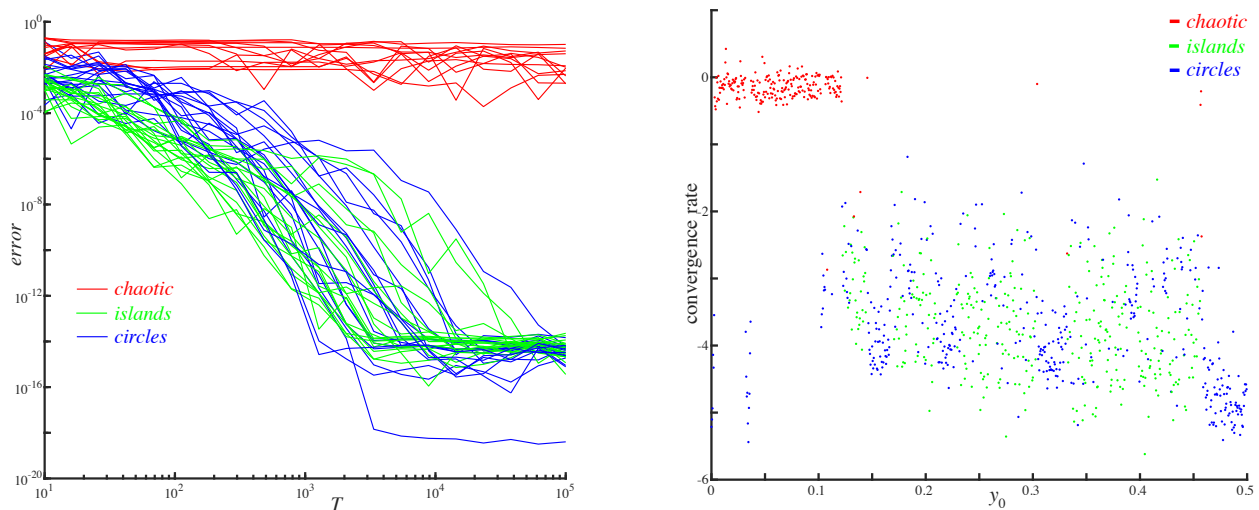 10^0
10^-4
10^-8
10^-12
10^-16
10^-20
error
chaotic
islands
circles
10^1
10^2
10^3
10^4
10^5
T
chaotic
islands
circles
0
-2
-4
-6
convergence rate
0
0.1
0.2
0.3
0.4
0.5
y_0